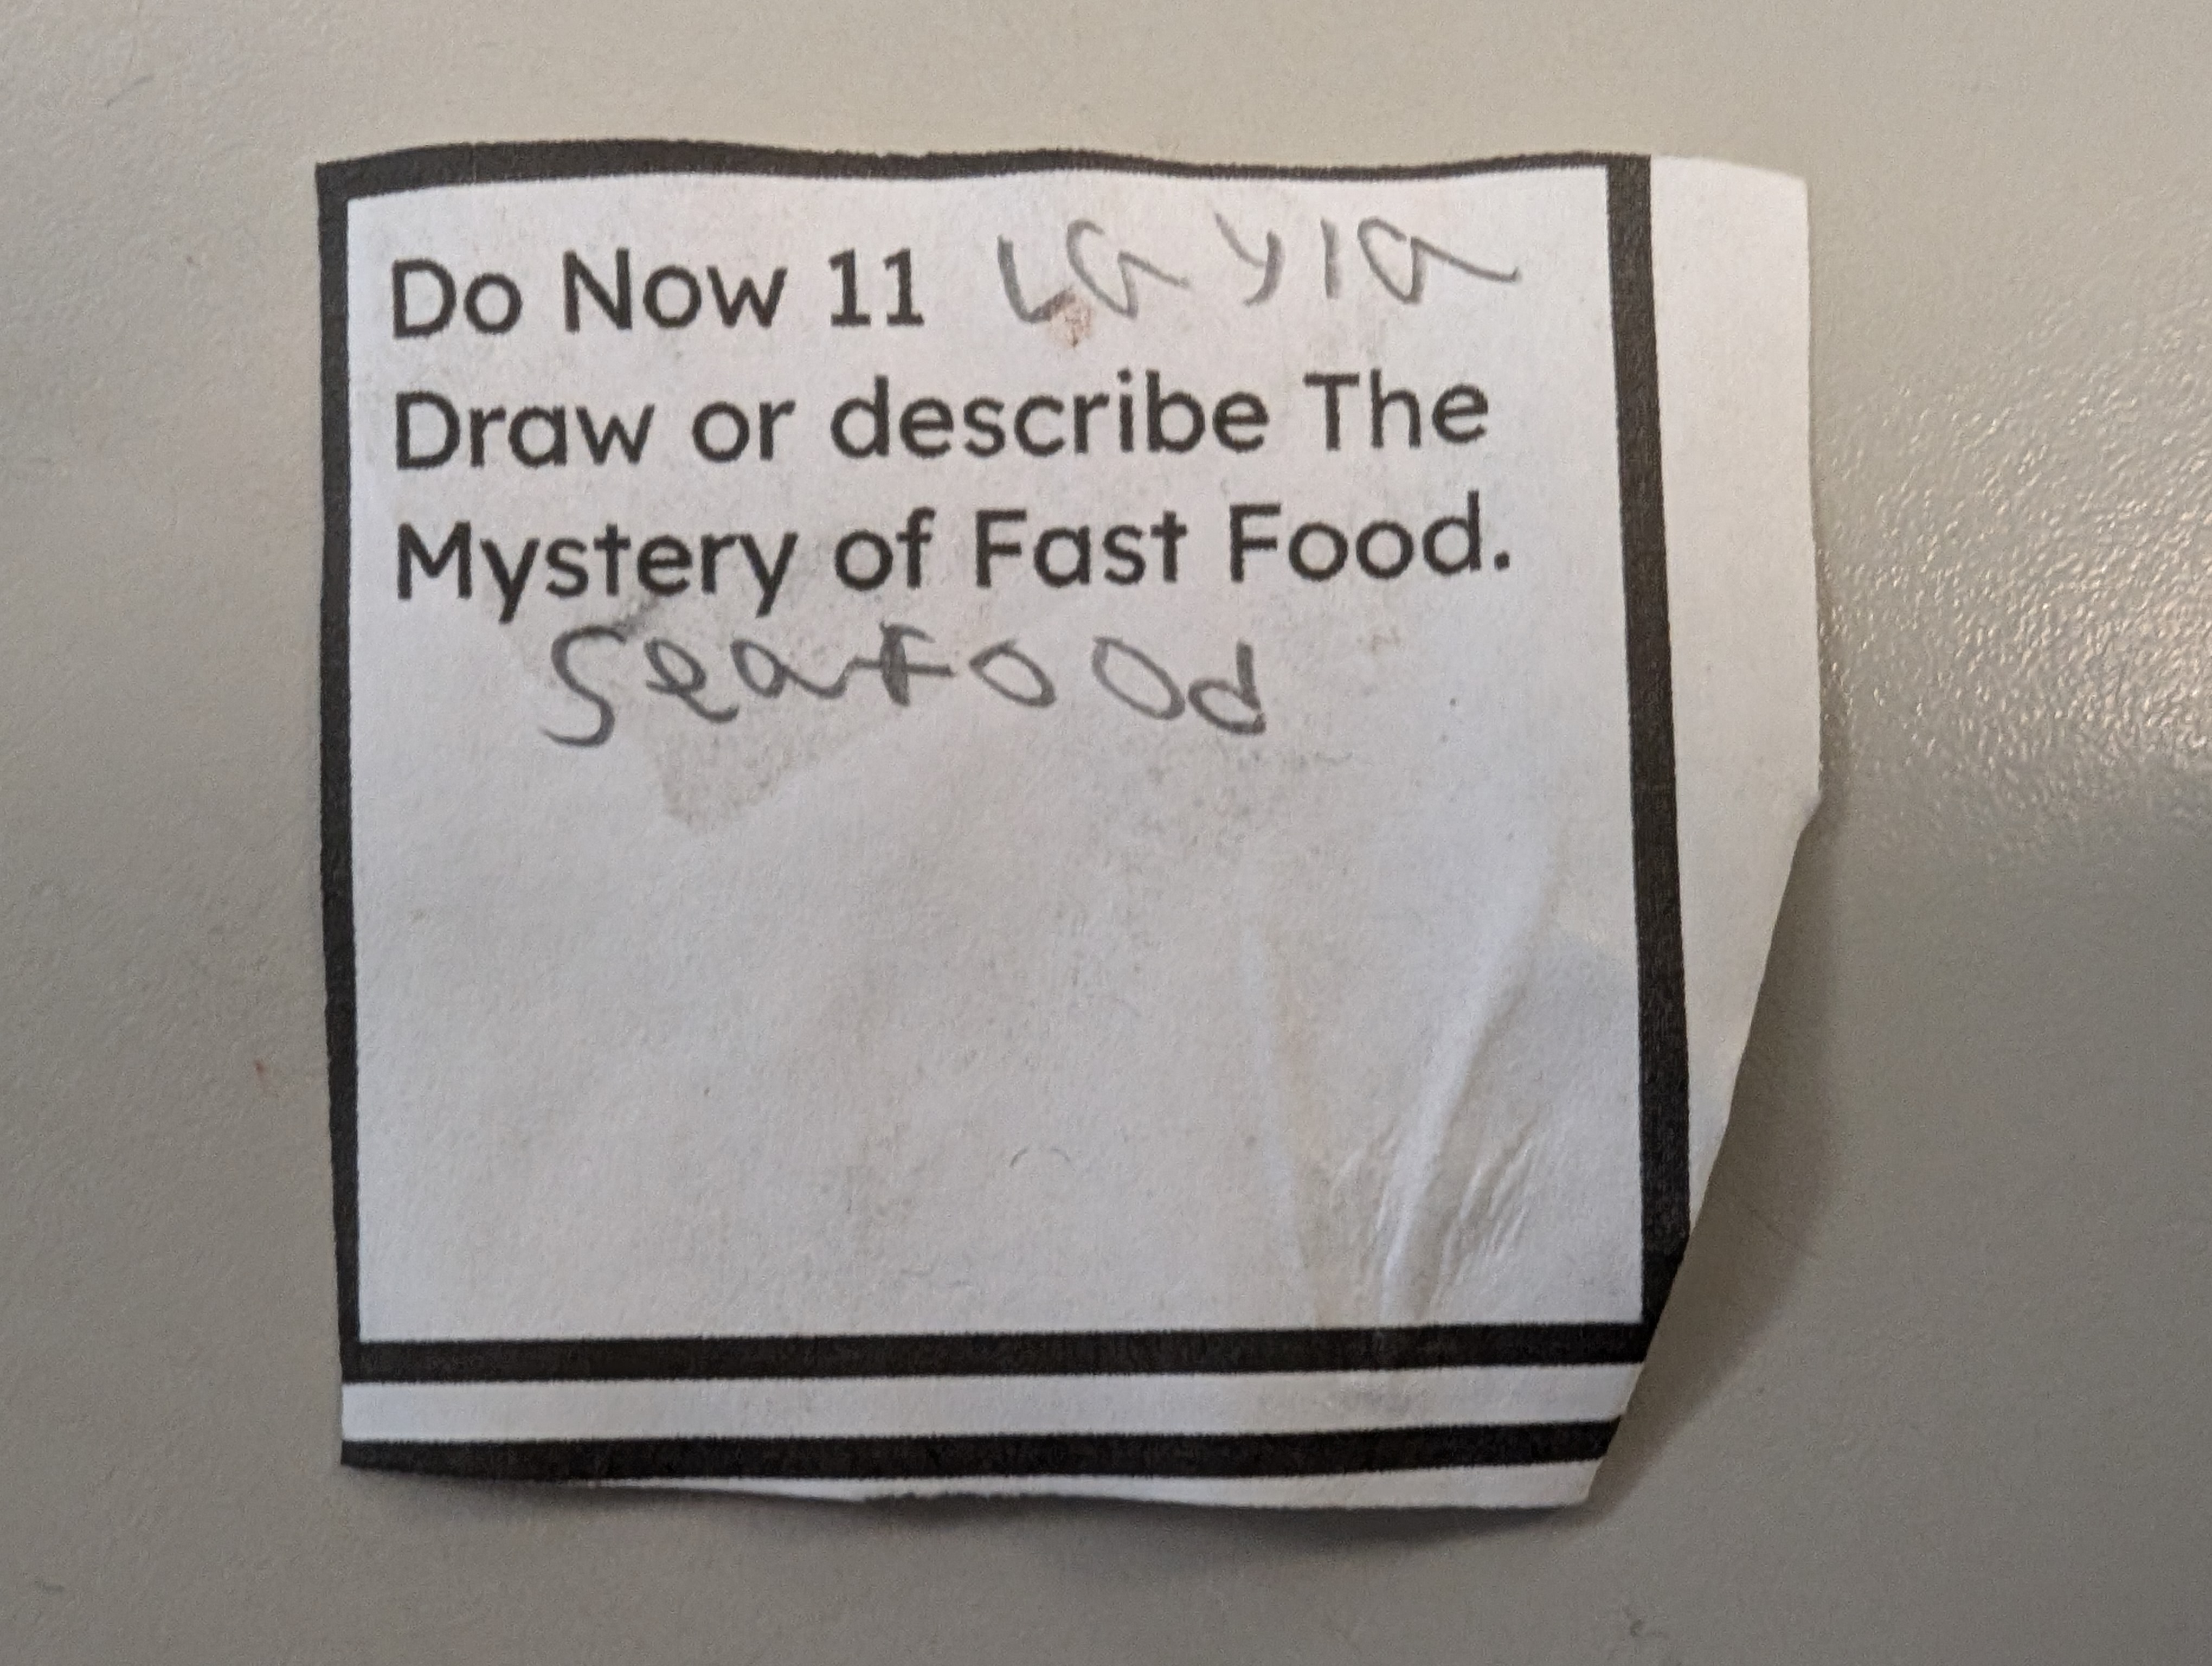 Do Now 11 Layla
Draw or describe The
Mystery of Fast Food.
Seafood